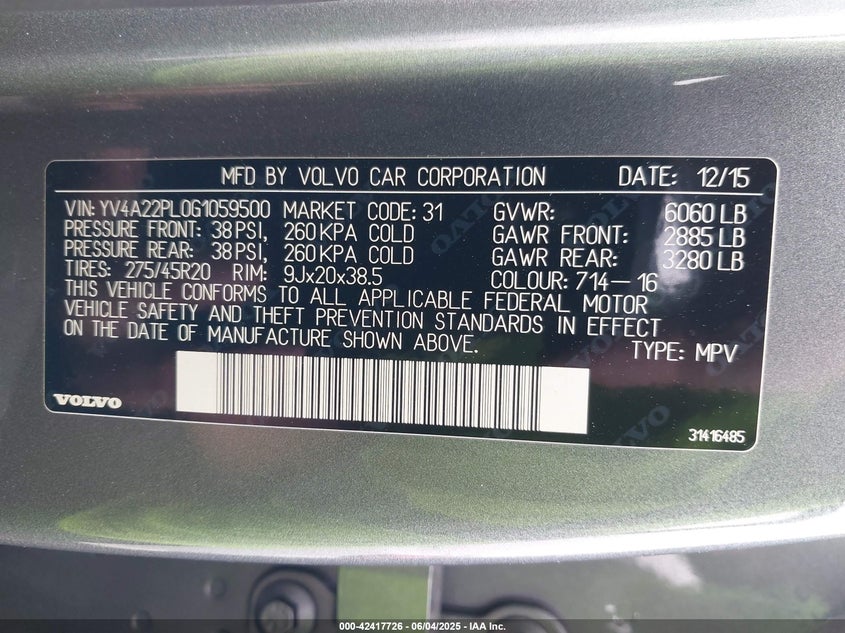 MFD BY VOLVO CAR CORPORATION DATE: 12/15
VIN: YV4A22PL0G1059500 MARKET CODE: 31 GVWR: 6060 LB
PRESSURE FRONT: 38 PSI, 260 KPA COLD GAWR FRONT: 2885 LB
PRESSURE REAR: 38 PSI, 260 KPA COLD GAWR REAR: 3280 LB
TIRES: 275/45R20 RIM: 9Jx20x38.5 COLOUR: 714-16
THIS VEHICLE CONFORMS TO ALL APPLICABLE FEDERAL MOTOR
VEHICLE SAFETY AND THEFT PREVENTION STANDARDS IN EFFECT
ON THE DATE OF MANUFACTURE SHOWN ABOVE. TYPE: MPV
VOLVO
31416485
000-42417726 - 06/04/2025 - IAA Inc.